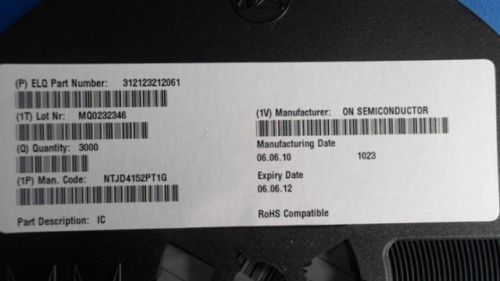 (P) ELQ Part Number: 312123212061
(1T) Lot Nr: MQ0232346
(Q) Quantity: 3000
(1P) Man. Code: NTJD4152PT1G
Part Description: IC
(1V) Manufacturer: ON SEMICONDUCTOR
Manufacturing Date
06.06.10 1023
Expiry Date
06.06.12
RoHS Compatible